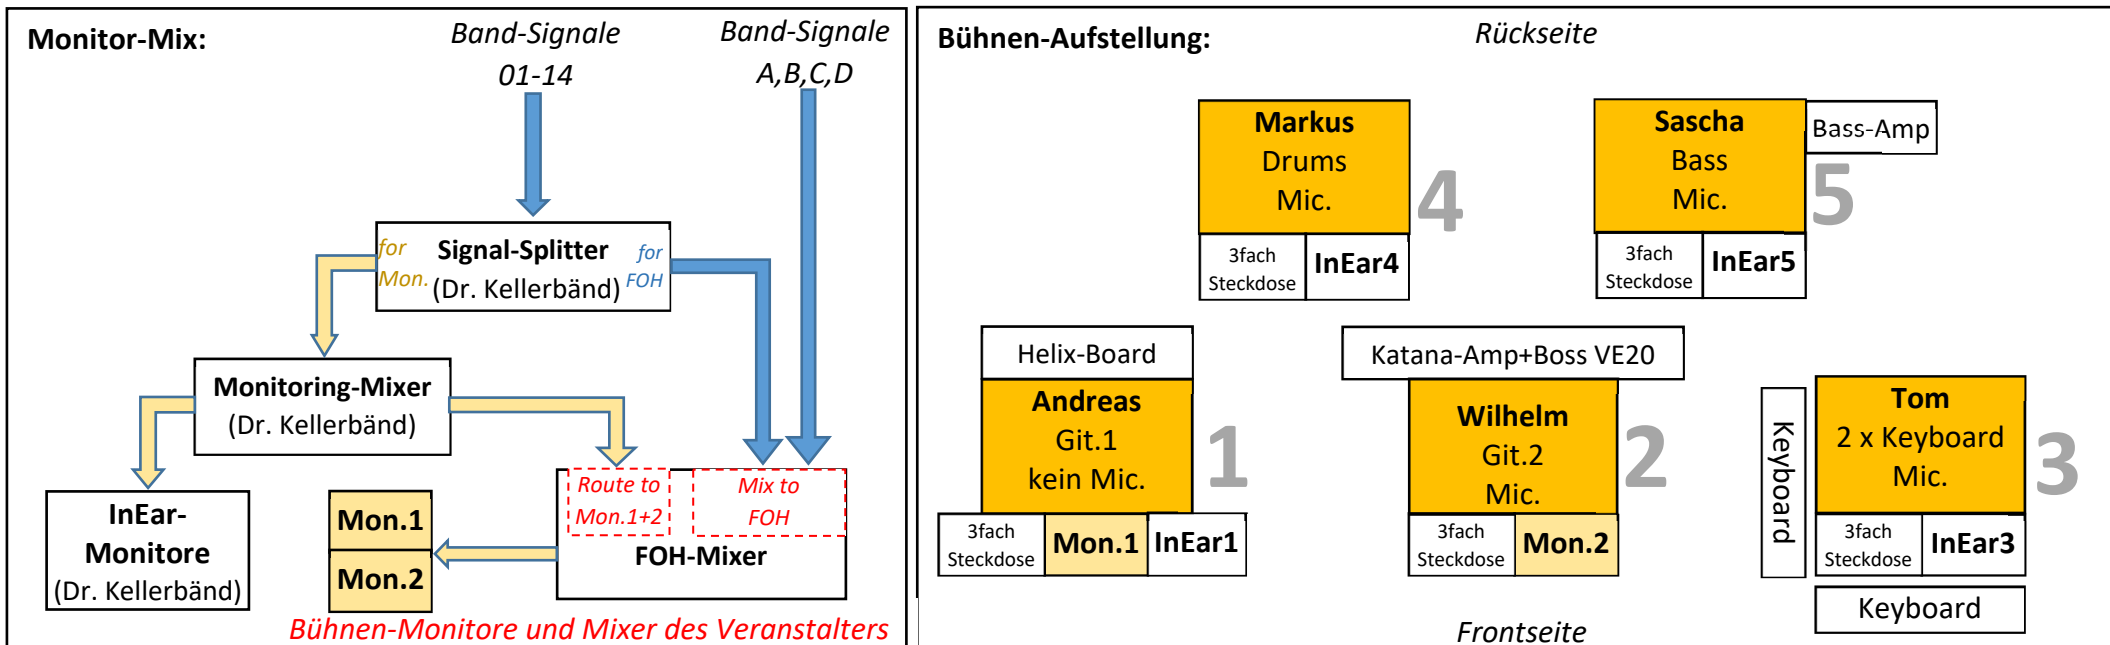 Monitor-Mix:
Band-Signale
01-14
Band-Signale
A,B,C,D
for
Mon.
Signal-Splitter
(Dr. Kellerbänd)
for
FOH
Monitoring-Mixer
(Dr. Kellerbänd)
InEar-
Monitore
(Dr. Kellerbänd)
Mon.1
Mon.2
Route to
Mon.1+2
Mix to
FOH
FOH-Mixer
Bühnen-Monitore und Mixer des Veranstalters
Bühnen-Aufstellung:
Rückseite
Markus
Drums
Mic.
4
3fach
Steckdose
InEar4
Sascha
Bass
Mic.
Bass-Amp
5
3fach
Steckdose
InEar5
Helix-Board
Andreas
Git.1
kein Mic.
1
3fach
Steckdose
Mon.1
InEar1
Katana-Amp+Boss VE20
Wilhelm
Git.2
Mic.
2
3fach
Steckdose
Mon.2
Keyboard
Tom
2 x Keyboard
Mic.
3
3fach
Steckdose
InEar3
Keyboard
Frontseite